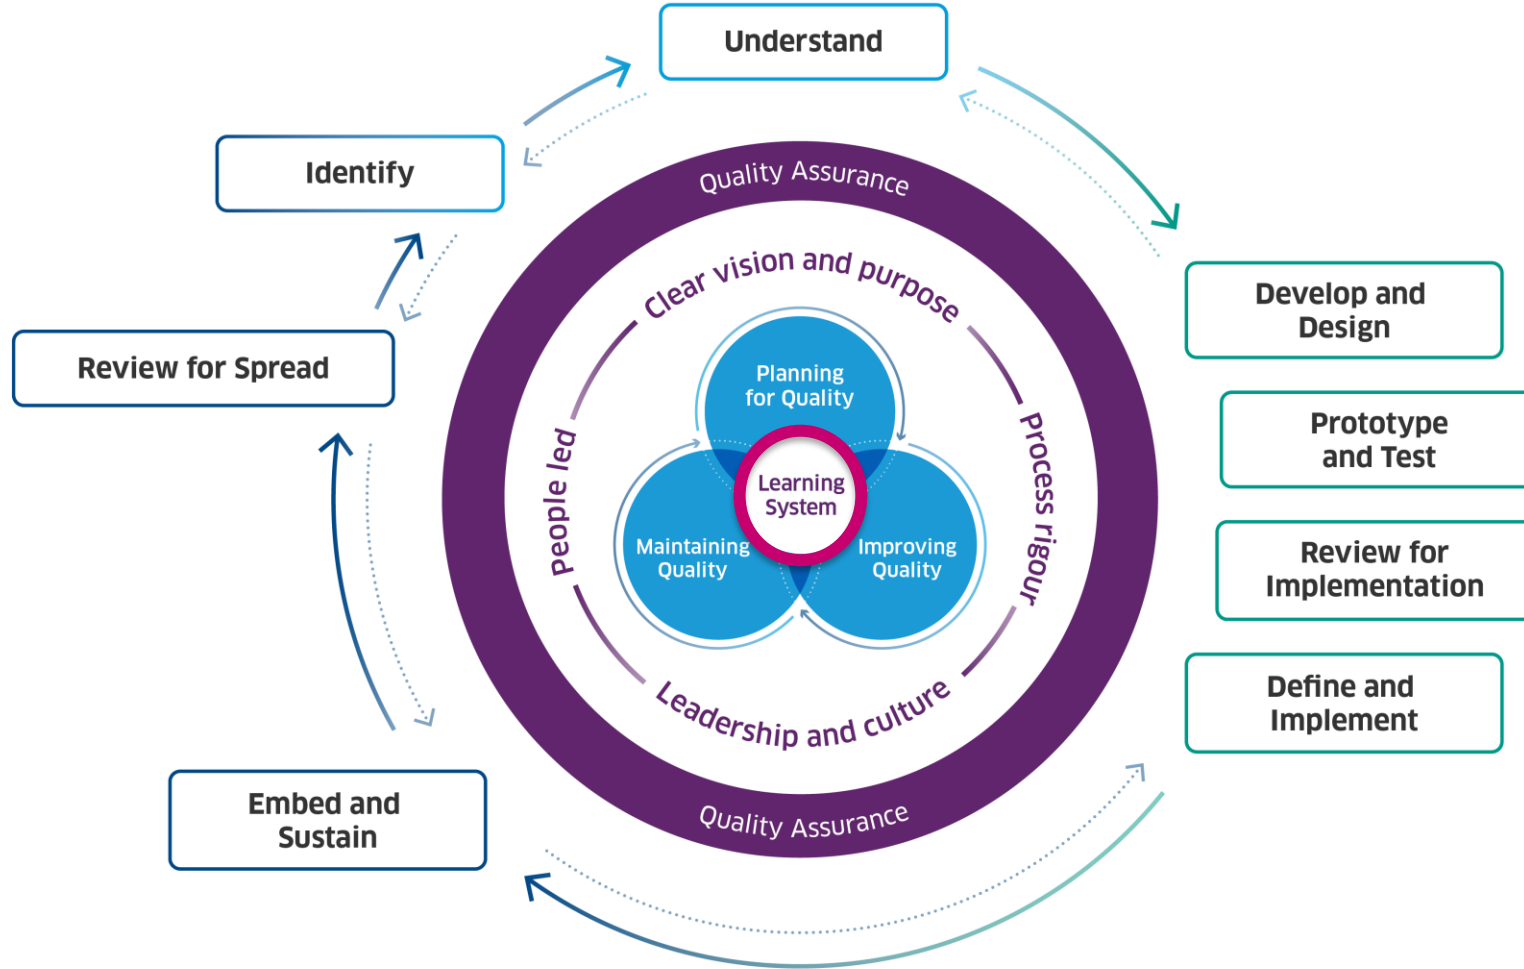 Understand
Identify
Review for Spread
Embed and
Sustain
Develop and
Design
Prototype
and Test
Review for
Implementation
Define and
Implement
Quality Assurance
Clear vision and purpose
Process rigour
Leadership and culture
People led
Planning
for Quality
Learning
System
Maintaining
Quality
Improving
Quality
Quality Assurance